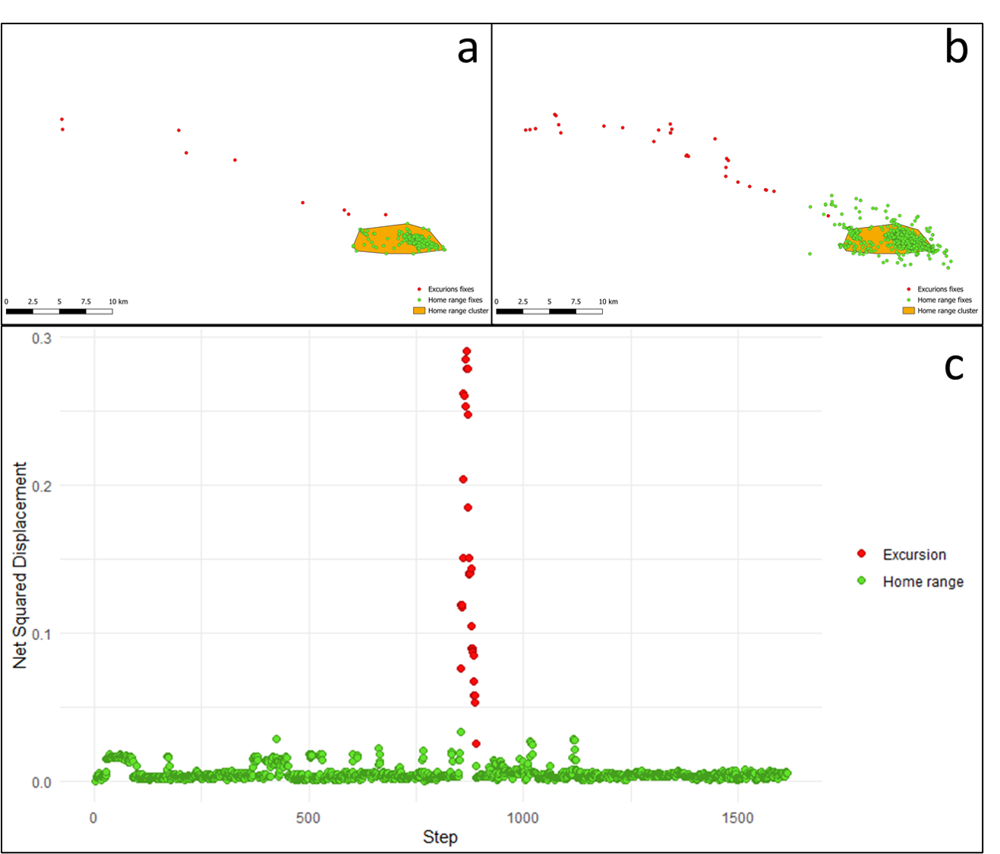 a
b
Excurions fixes
Home range fixes
Home range cluster
0 2.5 5 7.5 10 km
Excurions fixes
Home range fixes
Home range cluster
0 2.5 5 7.5 10 km
c
0.3
0.2
0.1
0.0
Net Squared Displacement
Excursion
Home range
0 500 1000 1500
Step